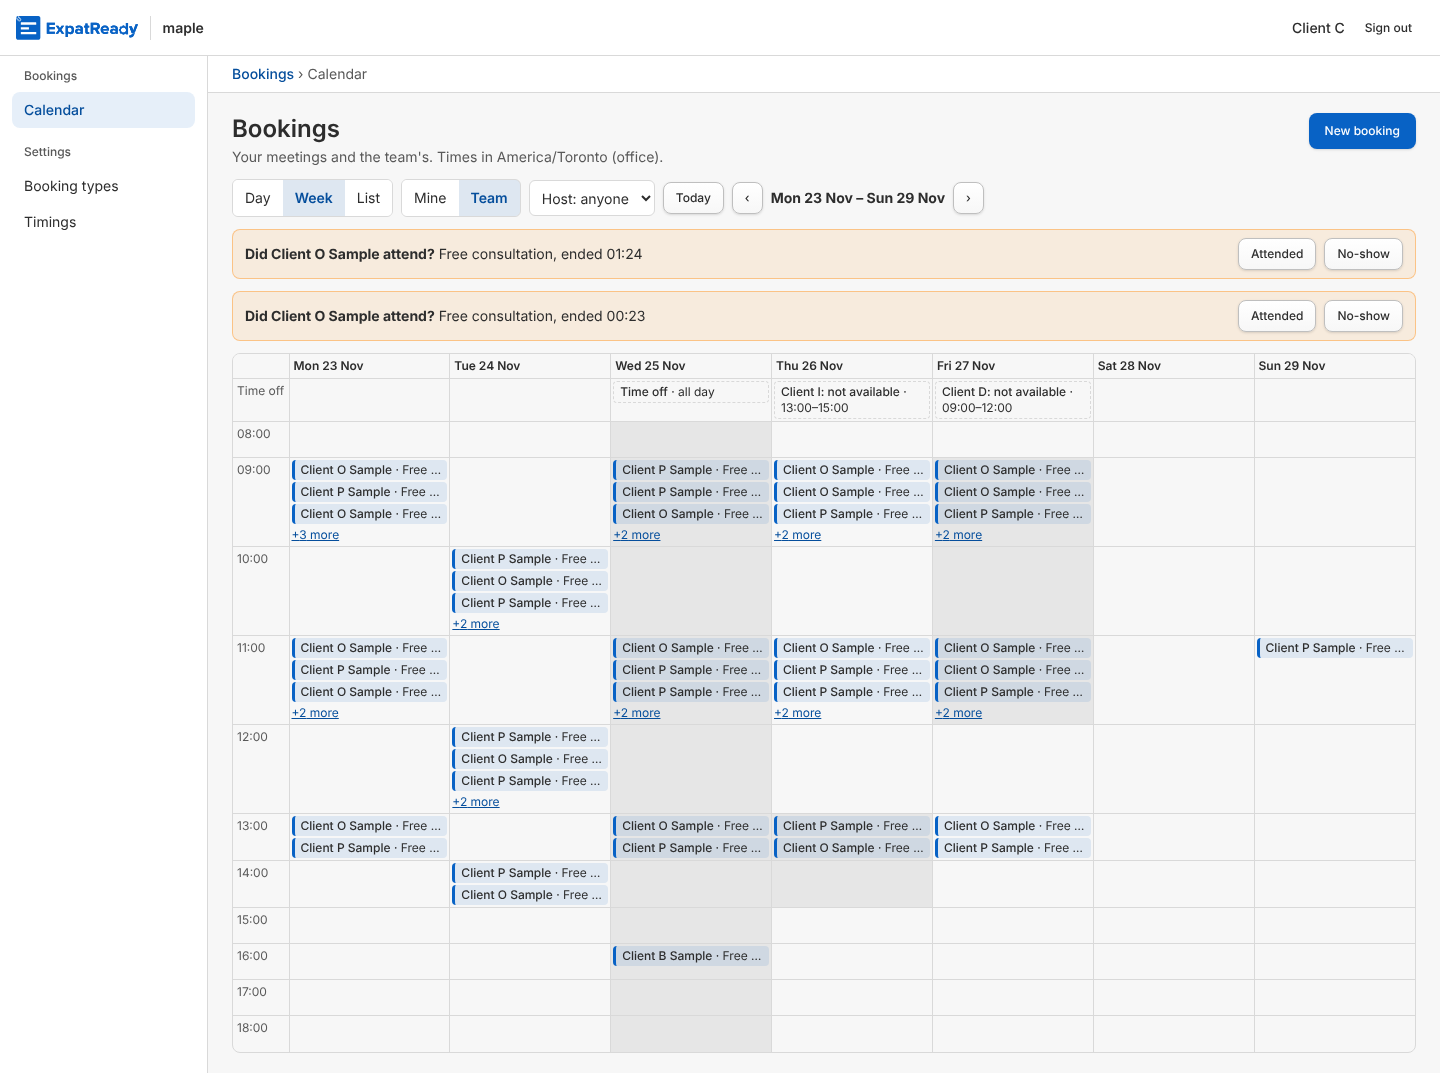 ExpatReady
maple
Client C
Sign out
Bookings
Calendar
Settings
Booking types
Timings
Bookings › Calendar
Bookings
New booking
Your meetings and the team's. Times in America/Toronto (office).
Day Week List Mine Team Host: anyone Today ‹ Mon 23 Nov – Sun 29 Nov ›
Did Client O Sample attend? Free consultation, ended 01:24 Attended No-show
Did Client O Sample attend? Free consultation, ended 00:23 Attended No-show
Mon 23 Nov Tue 24 Nov Wed 25 Nov Thu 26 Nov Fri 27 Nov Sat 28 Nov Sun 29 Nov
Time off Time off · all day Client I: not available · Client D: not available ·
13:00–15:00 09:00–12:00
08:00
09:00 Client O Sample · Free ... Client P Sample · Free ... Client O Sample · Free ... Client O Sample · Free ...
Client P Sample · Free ... Client P Sample · Free ... Client O Sample · Free ... Client O Sample · Free ...
Client O Sample · Free ... Client O Sample · Free ... Client P Sample · Free ... Client P Sample · Free ...
+3 more +2 more +2 more +2 more
10:00 Client P Sample · Free ...
Client O Sample · Free ...
Client P Sample · Free ...
+2 more
11:00 Client O Sample · Free ... Client O Sample · Free ... Client O Sample · Free ... Client O Sample · Free ... Client P Sample · Free ...
Client P Sample · Free ... Client P Sample · Free ... Client P Sample · Free ... Client O Sample · Free ...
Client O Sample · Free ... Client P Sample · Free ... Client P Sample · Free ... Client P Sample · Free ...
+2 more +2 more +2 more +2 more
12:00 Client P Sample · Free ...
Client O Sample · Free ...
Client P Sample · Free ...
+2 more
13:00 Client O Sample · Free ... Client O Sample · Free ... Client P Sample · Free ... Client O Sample · Free ...
Client P Sample · Free ... Client P Sample · Free ... Client O Sample · Free ... Client P Sample · Free ...
14:00 Client P Sample · Free ...
Client O Sample · Free ...
15:00
16:00 Client B Sample · Free ...
17:00
18:00